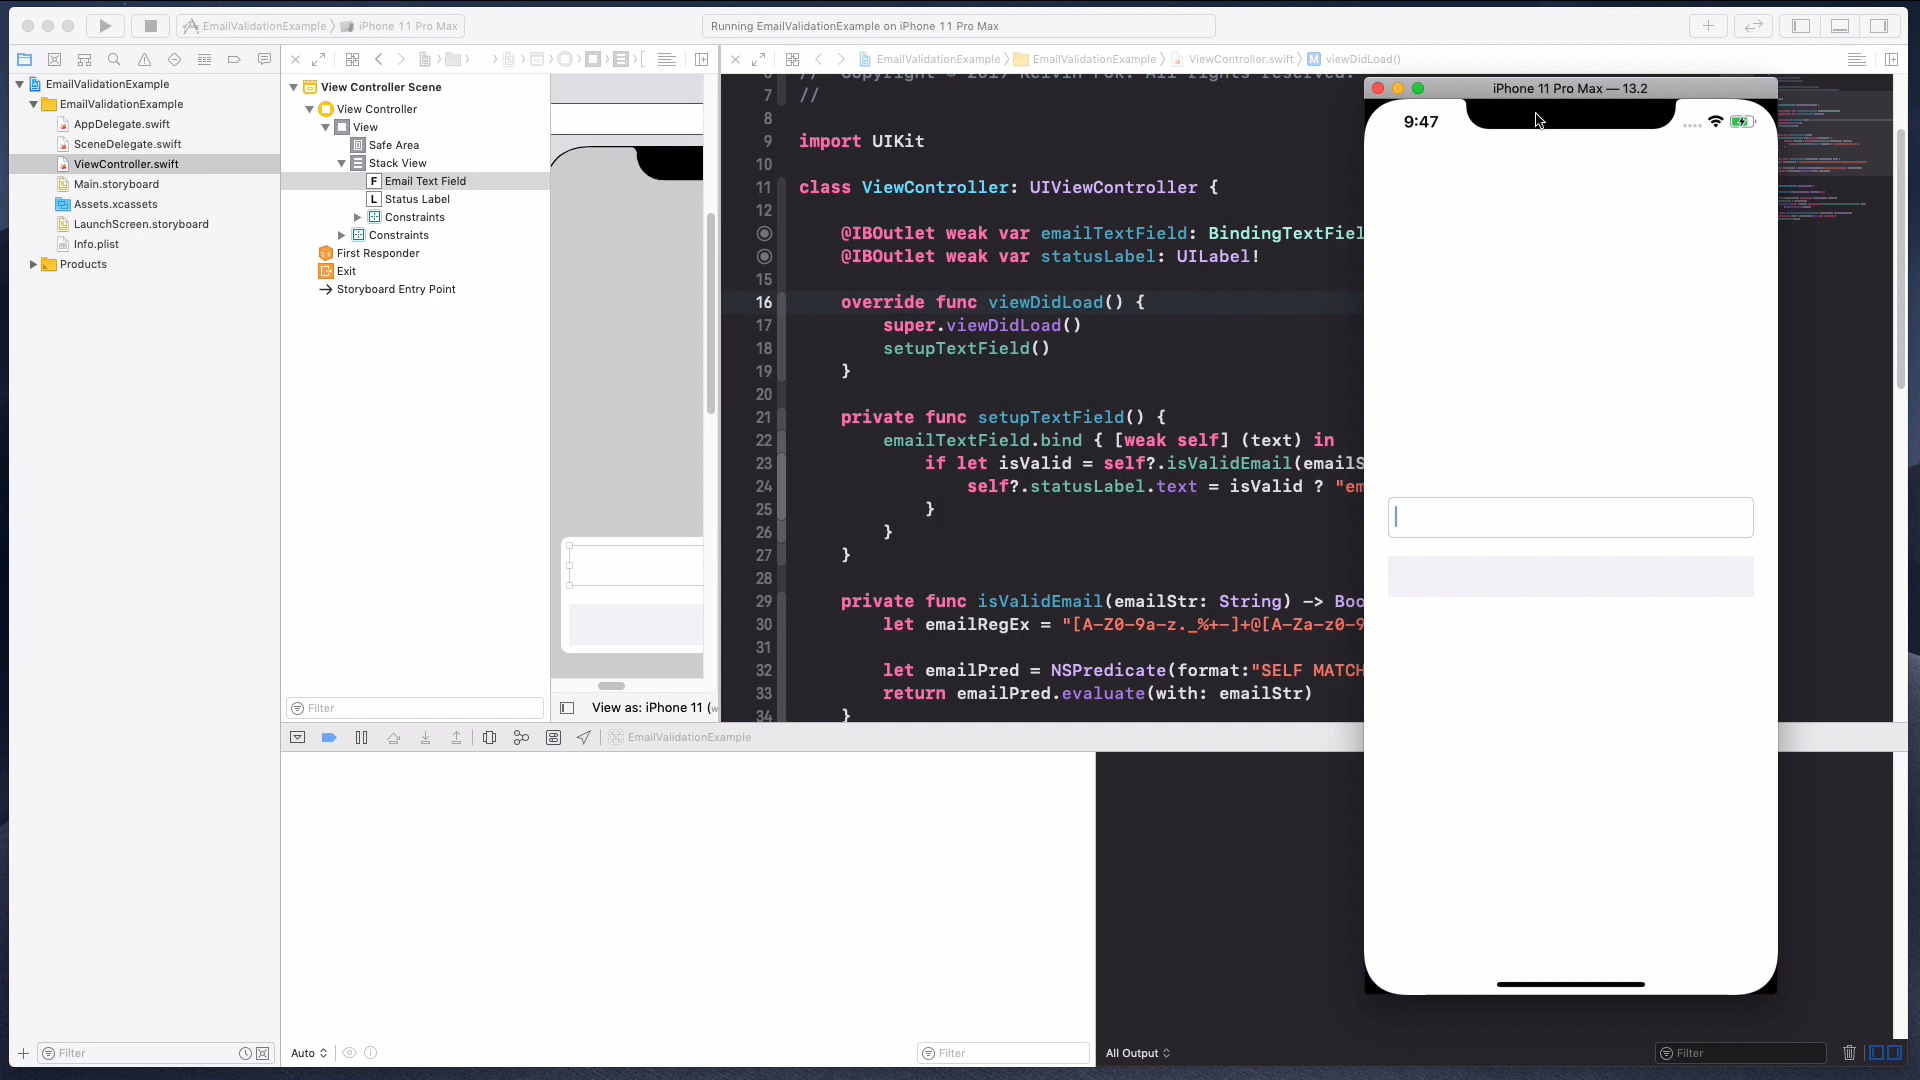 EmailValidationExample
iPhone 11 Pro Max
Running EmailValidationExample on iPhone 11 Pro Max
EmailValidationExample
EmailValidationExample
AppDelegate.swift
SceneDelegate.swift
ViewController.swift
Main.storyboard
Assets.xcassets
LaunchScreen.storyboard
Info.plist
Products
Filter
View Controller Scene
View Controller
View
Safe Area
Stack View
F Email Text Field
L Status Label
Constraints
Constraints
First Responder
Exit
Storyboard Entry Point
Filter
View as: iPhone 11 (w
EmailValidationExample
EmailValidationExample
ViewController.swift
M viewDidLoad()
7 //
8
9 import UIKit
10
11 class ViewController: UIViewController {
12
@IBOutlet weak var emailTextField: BindingTextFiel
@IBOutlet weak var statusLabel: UILabel!
15
16 override func viewDidLoad() {
17 super.viewDidLoad()
18 setupTextField()
19 }
20
21 private func setupTextField() {
22 emailTextField.bind { [weak self] (text) in
23 if let isValid = self?.isValidEmail(emailS
24 self?.statusLabel.text = isValid ? "em
25 }
26 }
27 }
28
29 private func isValidEmail(emailStr: String) -> Boo
30 let emailRegEx = "[A-Z0-9a-z._%+-]+@[A-Za-z0-9
31
32 let emailPred = NSPredicate(format:"SELF MATCH
33 return emailPred.evaluate(with: emailStr)
34 }
iPhone 11 Pro Max — 13.2
9:47
EmailValidationExample
Auto
Filter
All Output
Filter